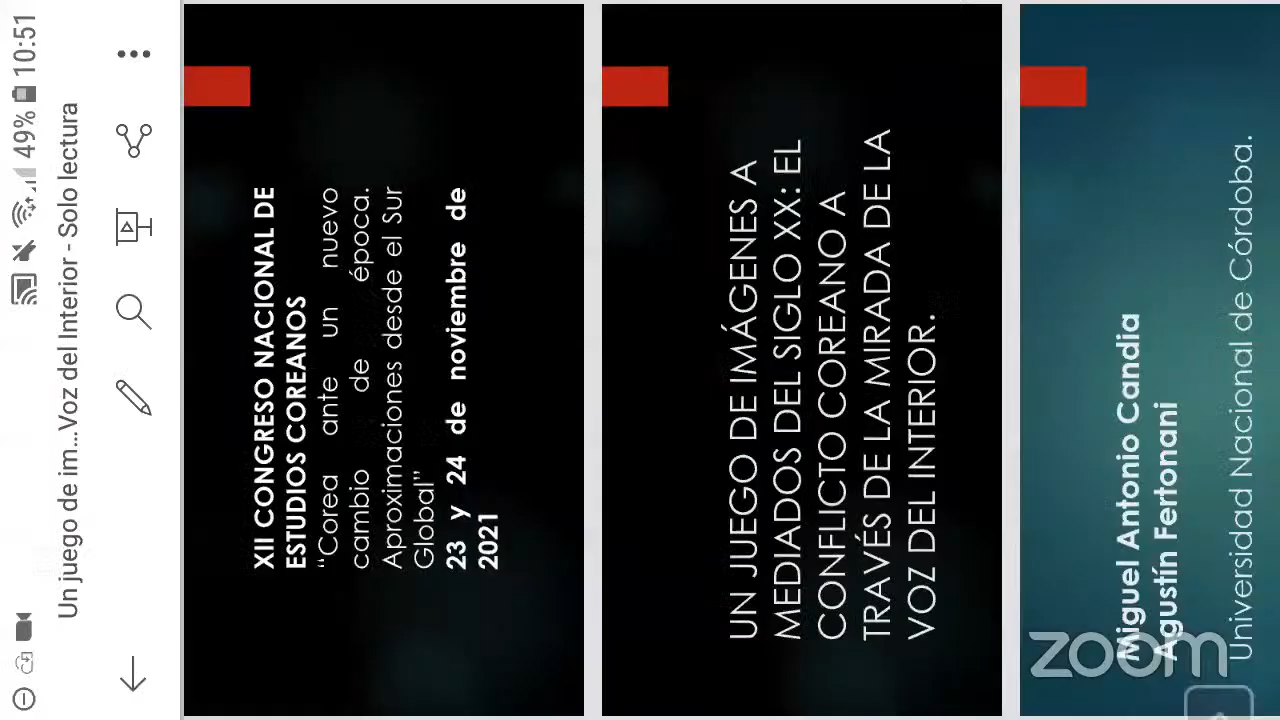 49% 10:51
Un juego de im...Voz del Interior - Solo lectura
XII CONGRESO NACIONAL DE
ESTUDIOS COREANOS
“Corea ante un nuevo
cambio de época.
Aproximaciones desde el Sur
Global”
23 y 24 de noviembre de
2021
UN JUEGO DE IMÁGENES A
MEDIADOS DEL SIGLO XX: EL
CONFLICTO COREANO A
TRAVÉS DE LA MIRADA DE LA
VOZ DEL INTERIOR.
Miguel Antonio Candia
Agustín Fertonani
Universidad Nacional de Córdoba.
zoom